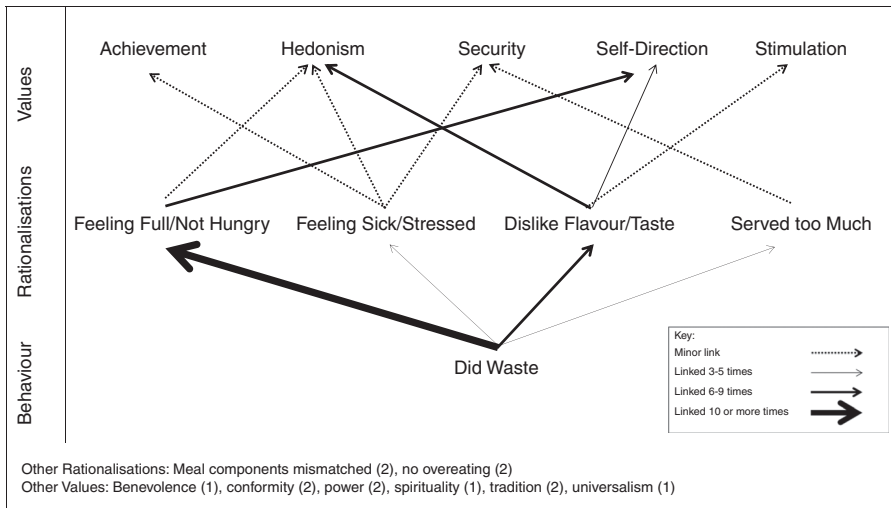 Achievement Hedonism Security Self-Direction Stimulation
Values
Rationalisations
Feeling Full/Not Hungry Feeling Sick/Stressed Dislike Flavour/Taste Served too Much
Behaviour
Did Waste
Key:
Minor link
Linked 3-5 times
Linked 6-9 times
Linked 10 or more times
Other Rationalisations: Meal components mismatched (2), no overeating (2)
Other Values: Benevolence (1), conformity (2), power (2), spirituality (1), tradition (2), universalism (1)